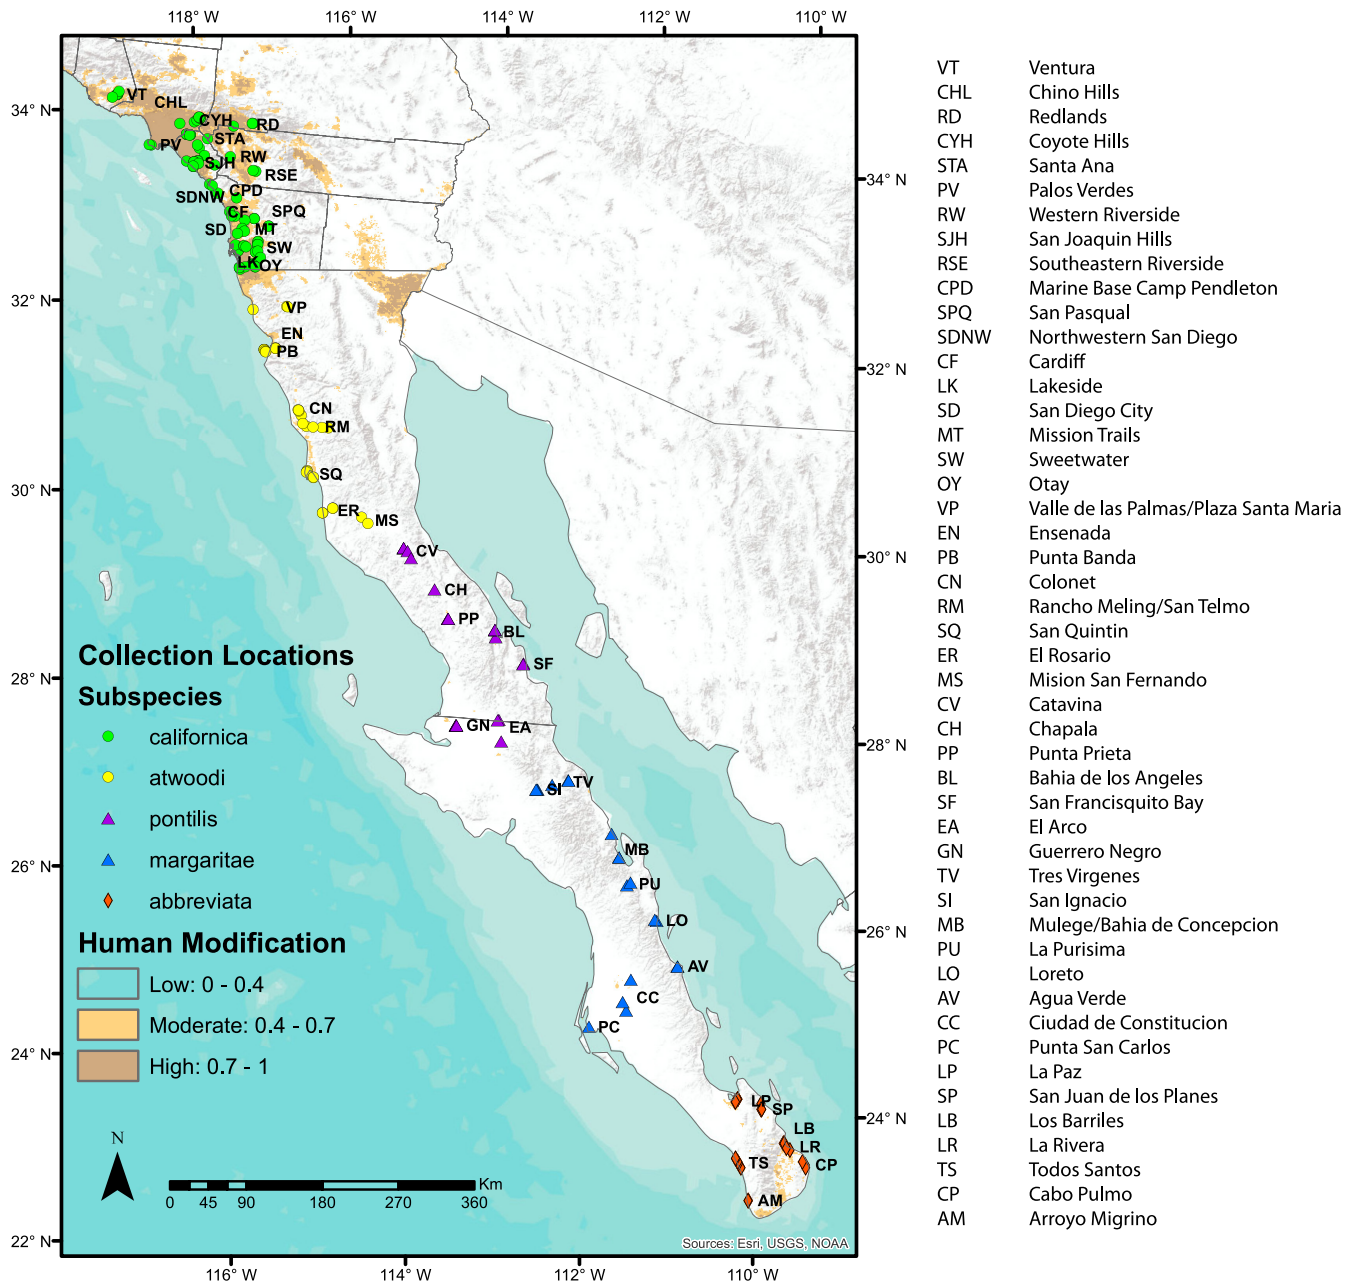 118° W 116° W 114° W 112° W 110° W
34° N
32° N
30° N
28° N
26° N
24° N
22° N
34° N
32° N
30° N
28° N
26° N
24° N
116° W 114° W 112° W 110° W
VT
CHL
CYH
RD
STA
PV
RW
SJH
RSE
CPD
SDNW
CF
SPQ
SD
MT
SW
LK
OY
VP
EN
PB
CN
RM
SQ
ER
MS
CV
CH
PP
BL
SF
GN
EA
TV
SI
MB
PU
LO
AV
CC
PC
LP
SP
LB
LR
TS
CP
AM
Collection Locations
Subspecies
californica
atwoodi
pontilis
margaritae
abbreviata
Human Modification
Low: 0 - 0.4
Moderate: 0.4 - 0.7
High: 0.7 - 1
N
Km
0 45 90 180 270 360
Sources: Esri, USGS, NOAA
VT Ventura
CHL Chino Hills
RD Redlands
CYH Coyote Hills
STA Santa Ana
PV Palos Verdes
RW Western Riverside
SJH San Joaquin Hills
RSE Southeastern Riverside
CPD Marine Base Camp Pendleton
SPQ San Pasqual
SDNW Northwestern San Diego
CF Cardiff
LK Lakeside
SD San Diego City
MT Mission Trails
SW Sweetwater
OY Otay
VP Valle de las Palmas/Plaza Santa Maria
EN Ensenada
PB Punta Banda
CN Colonet
RM Rancho Meling/San Telmo
SQ San Quintin
ER El Rosario
MS Mision San Fernando
CV Catavina
CH Chapala
PP Punta Prieta
BL Bahia de los Angeles
SF San Francisquito Bay
EA El Arco
GN Guerrero Negro
TV Tres Virgenes
SI San Ignacio
MB Mulege/Bahia de Concepcion
PU La Purisima
LO Loreto
AV Agua Verde
CC Ciudad de Constitucion
PC Punta San Carlos
LP La Paz
SP San Juan de los Planes
LB Los Barriles
LR La Rivera
TS Todos Santos
CP Cabo Pulmo
AM Arroyo Migrino